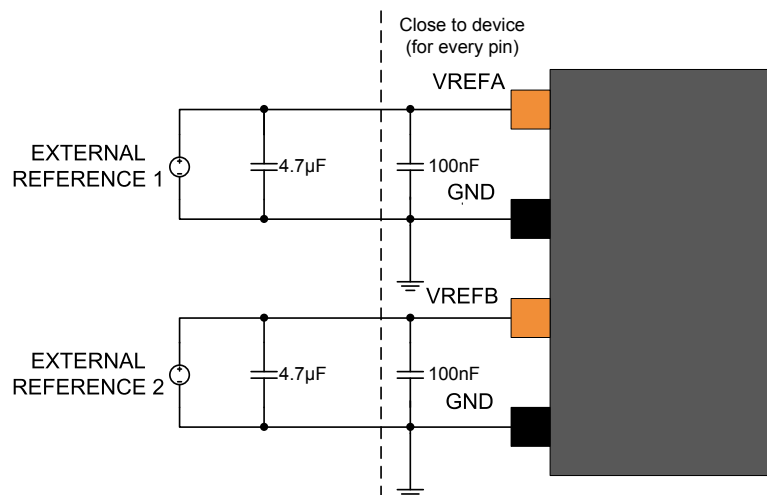 Close to device
(for every pin)
VREFA
EXTERNAL
REFERENCE 1
4.7µF
100nF
GND
VREFB
EXTERNAL
REFERENCE 2
4.7µF
100nF
GND